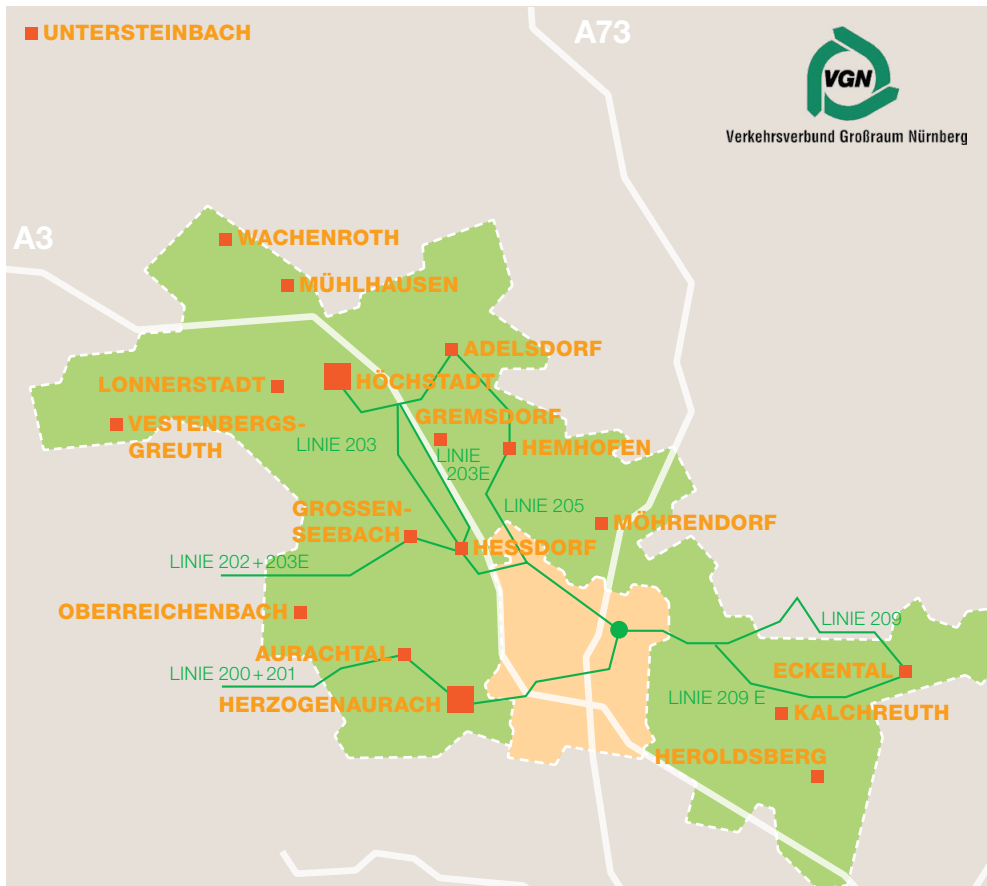 UNTERSTEINBACH
A73
VGN
Verkehrsverbund Großraum Nürnberg
A3
WACHENROTH
MÜHLHAUSEN
ADELSDORF
LONNERSTADT
HÖCHSTADT
VESTENBERGS-
GREUTH
GREMSDORF
LINIE 203
LINIE
203E
HEMHOFEN
LINIE 205
GROSSEN-
SEEBACH
MÖHRENDORF
HESSDORF
LINIE 202+203E
OBERREICHENBACH
LINIE 209
AURACHTAL
LINIE 200+201
ECKENTAL
HERZOGENAURACH
LINIE 209 E
KALCHREUTH
HEROLDSBERG